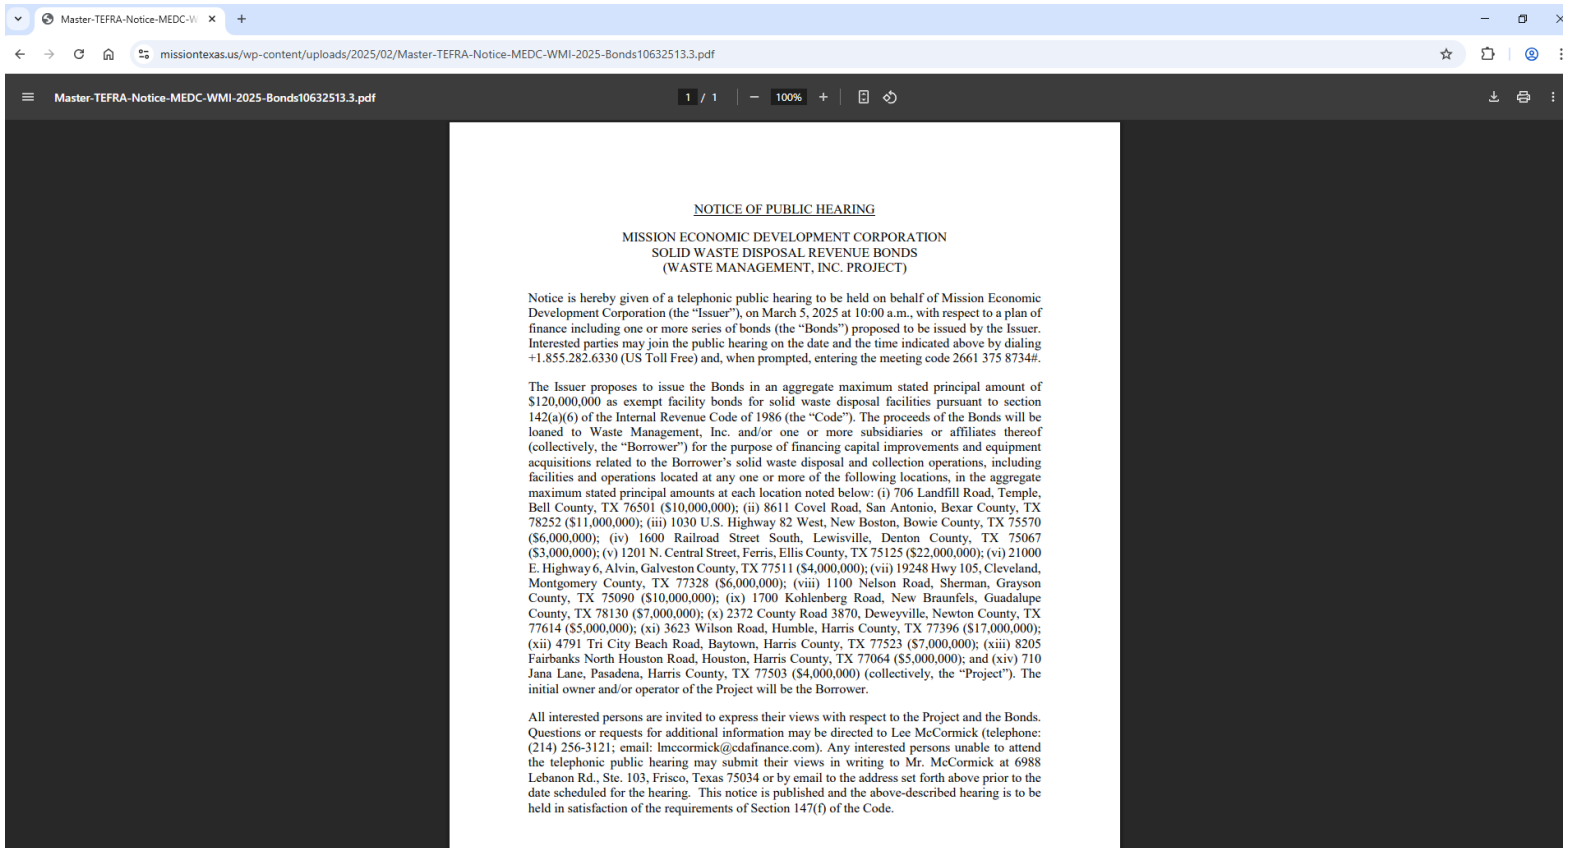 Master-TEFRA-Notice-MEDC-W
missiontexas.us/wp-content/uploads/2025/02/Master-TEFRA-Notice-MEDC-WMI-2025-Bonds10632513.3.pdf
Master-TEFRA-Notice-MEDC-WMI-2025-Bonds10632513.3.pdf
1 / 1
100%
NOTICE OF PUBLIC HEARING
MISSION ECONOMIC DEVELOPMENT CORPORATION
SOLID WASTE DISPOSAL REVENUE BONDS
(WASTE MANAGEMENT, INC. PROJECT)
Notice is hereby given of a telephonic public hearing to be held on behalf of Mission Economic
Development Corporation (the “Issuer”), on March 5, 2025 at 10:00 a.m., with respect to a plan of
finance including one or more series of bonds (the “Bonds”) proposed to be issued by the Issuer.
Interested parties may join the public hearing on the date and the time indicated above by dialing
+1.855.282.6330 (US Toll Free) and, when prompted, entering the meeting code 2661 375 8734#.
The Issuer proposes to issue the Bonds in an aggregate maximum stated principal amount of
$120,000,000 as exempt facility bonds for solid waste disposal facilities pursuant to section
142(a)(6) of the Internal Revenue Code of 1986 (the “Code”). The proceeds of the Bonds will be
loaned to Waste Management, Inc. and/or one or more subsidiaries or affiliates thereof
(collectively, the “Borrower”) for the purpose of financing capital improvements and equipment
acquisitions related to the Borrower’s solid waste disposal and collection operations, including
facilities and operations located at any one or more of the following locations, in the aggregate
maximum stated principal amounts at each location noted below: (i) 706 Landfill Road, Temple,
Bell County, TX 76501 ($10,000,000); (ii) 8611 Covel Road, San Antonio, Bexar County, TX
78252 ($11,000,000); (iii) 1030 U.S. Highway 82 West, New Boston, Bowie County, TX 75570
($6,000,000); (iv) 1600 Railroad Street South, Lewisville, Denton County, TX 75067
($3,000,000); (v) 1201 N. Central Street, Ferris, Ellis County, TX 75125 ($22,000,000); (vi) 21000
E. Highway 6, Alvin, Galveston County, TX 77511 ($4,000,000); (vii) 19248 Hwy 105, Cleveland,
Montgomery County, TX 77328 ($6,000,000); (viii) 1100 Nelson Road, Sherman, Grayson
County, TX 75090 ($10,000,000); (ix) 1700 Kohlenberg Road, New Braunfels, Guadalupe
County, TX 78130 ($7,000,000); (x) 2372 County Road 3870, Deweyville, Newton County, TX
77614 ($5,000,000); (xi) 3623 Wilson Road, Humble, Harris County, TX 77396 ($17,000,000);
(xii) 4791 Tri City Beach Road, Baytown, Harris County, TX 77523 ($7,000,000); (xiii) 8205
Fairbanks North Houston Road, Houston, Harris County, TX 77064 ($5,000,000); and (xiv) 710
Jana Lane, Pasadena, Harris County, TX 77503 ($4,000,000) (collectively, the “Project”). The
initial owner and/or operator of the Project will be the Borrower.
All interested persons are invited to express their views with respect to the Project and the Bonds.
Questions or requests for additional information may be directed to Lee McCormick (telephone:
(214) 256-3121; email: lmccormick@cdafinance.com). Any interested persons unable to attend
the telephonic public hearing may submit their views in writing to Mr. McCormick at 6988
Lebanon Rd., Ste. 103, Frisco, Texas 75034 or by email to the address set forth above prior to the
date scheduled for the hearing. This notice is published and the above-described hearing is to be
held in satisfaction of the requirements of Section 147(f) of the Code.